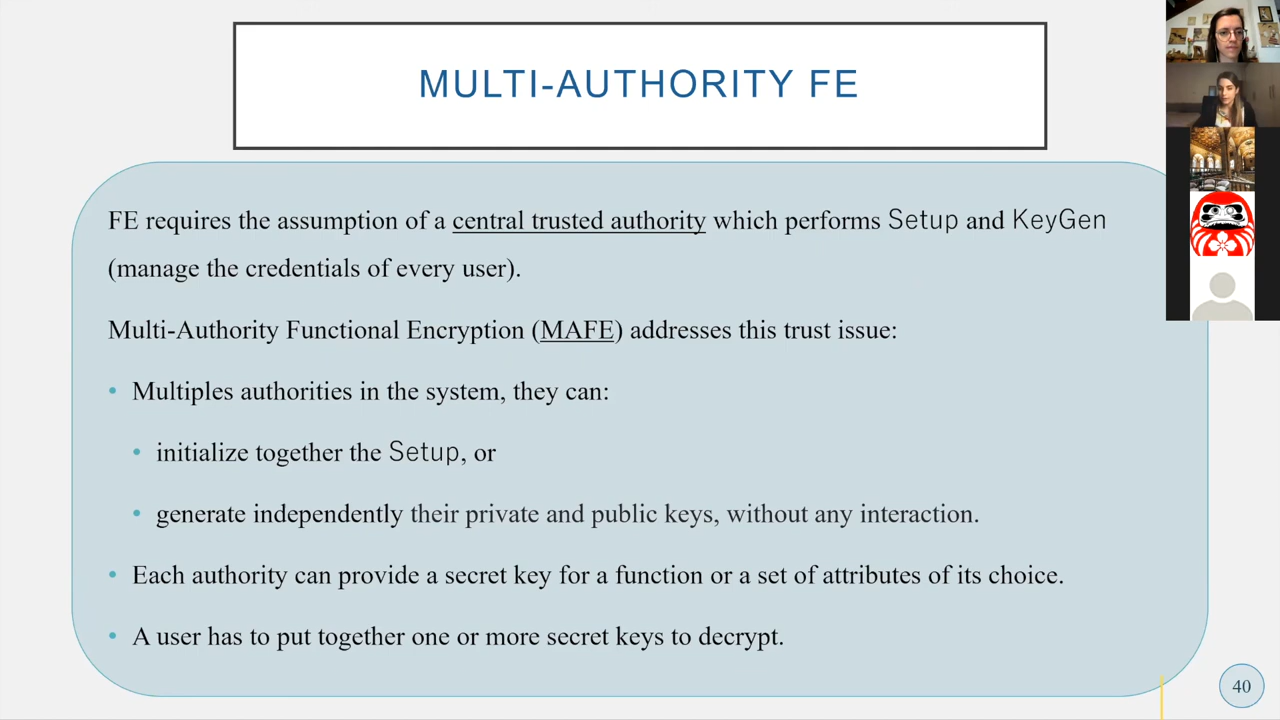 MULTI-AUTHORITY FE
FE requires the assumption of a central trusted authority which performs Setup and KeyGen
(manage the credentials of every user).
Multi-Authority Functional Encryption (MAFE) addresses this trust issue:
• Multiples authorities in the system, they can:
• initialize together the Setup, or
• generate independently their private and public keys, without any interaction.
• Each authority can provide a secret key for a function or a set of attributes of its choice.
• A user has to put together one or more secret keys to decrypt.
40